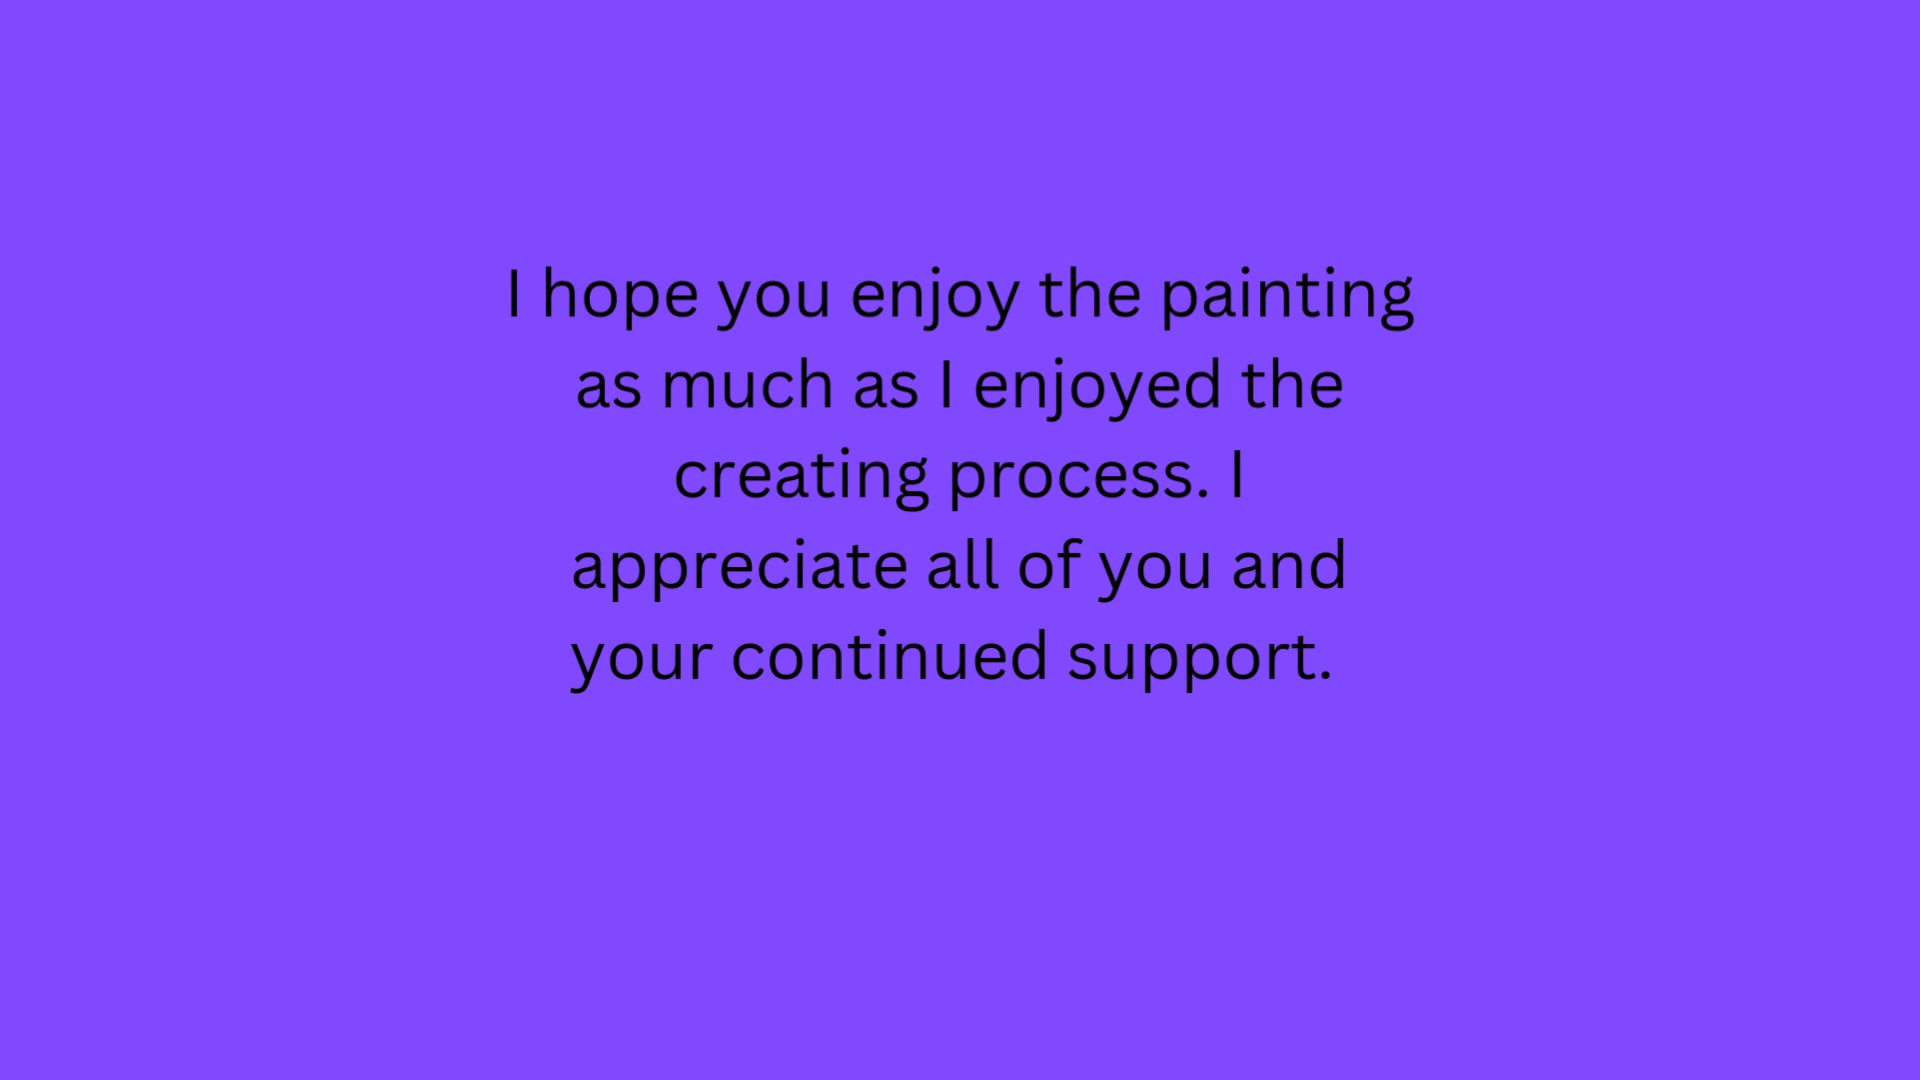 I hope you enjoy the painting
as much as I enjoyed the
creating process. I
appreciate all of you and
your continued support.